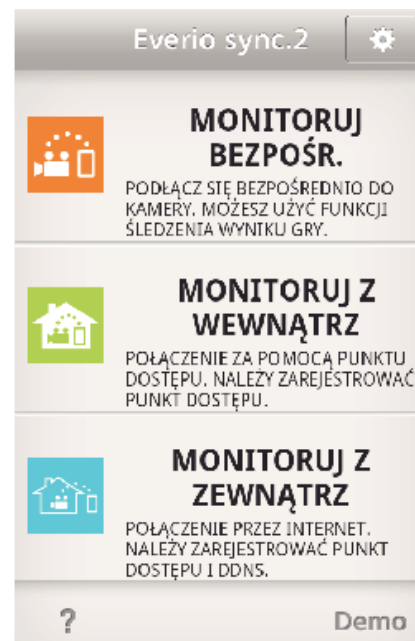 Everio sync.2
MONITORUJ
BEZPOŚR.
PODŁĄCZ SIĘ BEZPOŚREDNIO DO
KAMERY. MOŻESZ UŻYĆ FUNKCJI
ŚLEDZENIA WYNIKU GRY.
MONITORUJ Z
WEWNĄTRZ
POŁĄCZENIE ZA POMOCĄ PUNKTU
DOSTĘPU. NALEŻY ZAREJESTROWAĆ
PUNKT DOSTĘPU.
MONITORUJ Z
ZEWNĄTRZ
POŁĄCZENIE PRZEZ INTERNET.
NALEŻY ZAREJESTROWAĆ PUNKT
DOSTĘPU I DDNS.
? Demo